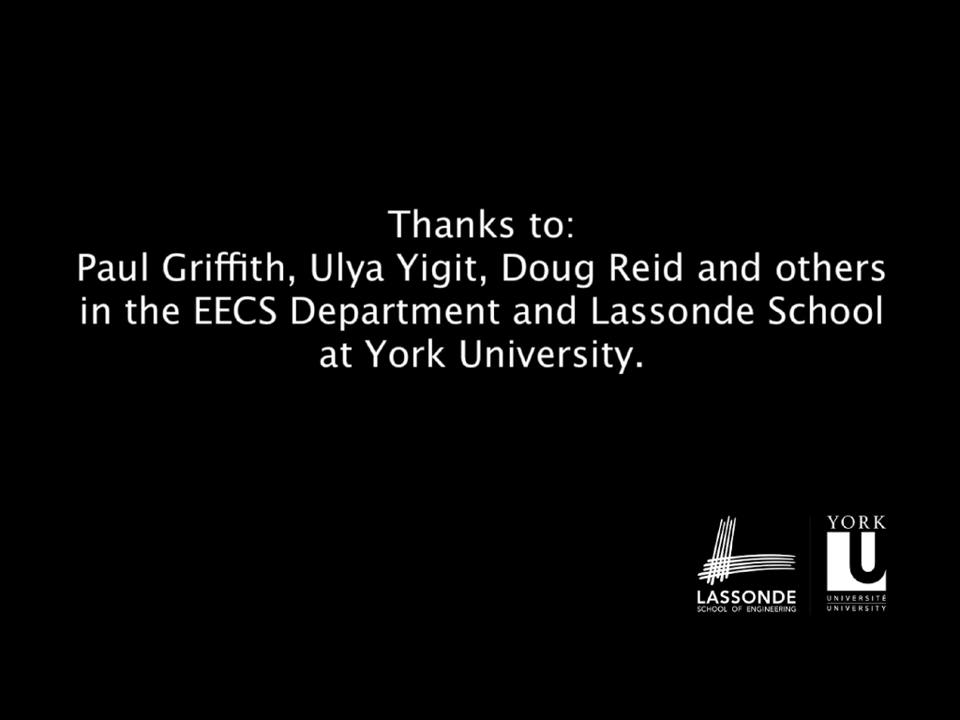 Thanks to:
Paul Griffith, Ulya Yigit, Doug Reid and others
in the EECS Department and Lassonde School
at York University.
LASSONDE
SCHOOL OF ENGINEERING
YORK
U
UNIVERSITÉ
UNIVERSITY